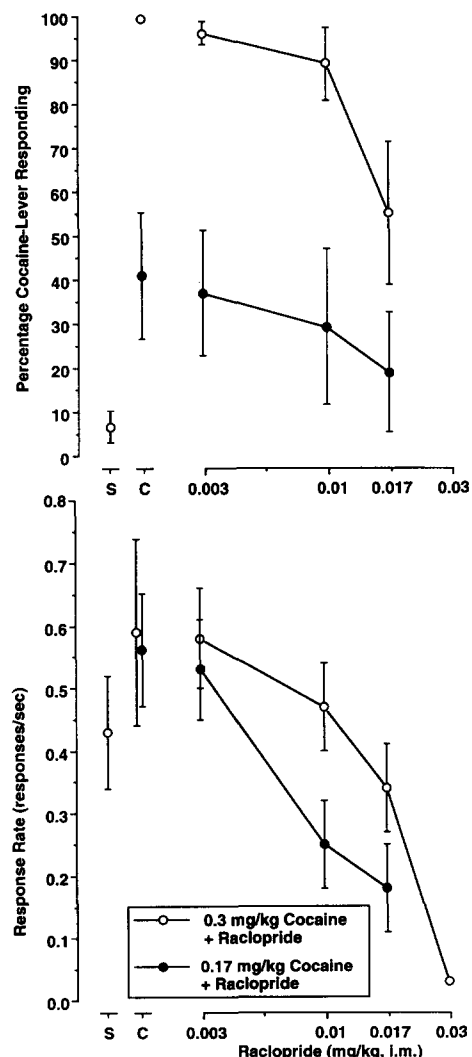 Percentage Cocaine-Lever Responding
100
90
80
70
60
50
40
30
20
10
0
S C 0.003 0.01 0.017 0.03
Response Rate (responses/sec)
0.8
0.7
0.6
0.5
0.4
0.3
0.2
0.1
0.0
0.3 mg/kg Cocaine
+ Raclopride
0.17 mg/kg Cocaine
+ Raclopride
S C 0.003 0.01 0.017 0.03
Raclopride (mg/kg, i.m.)